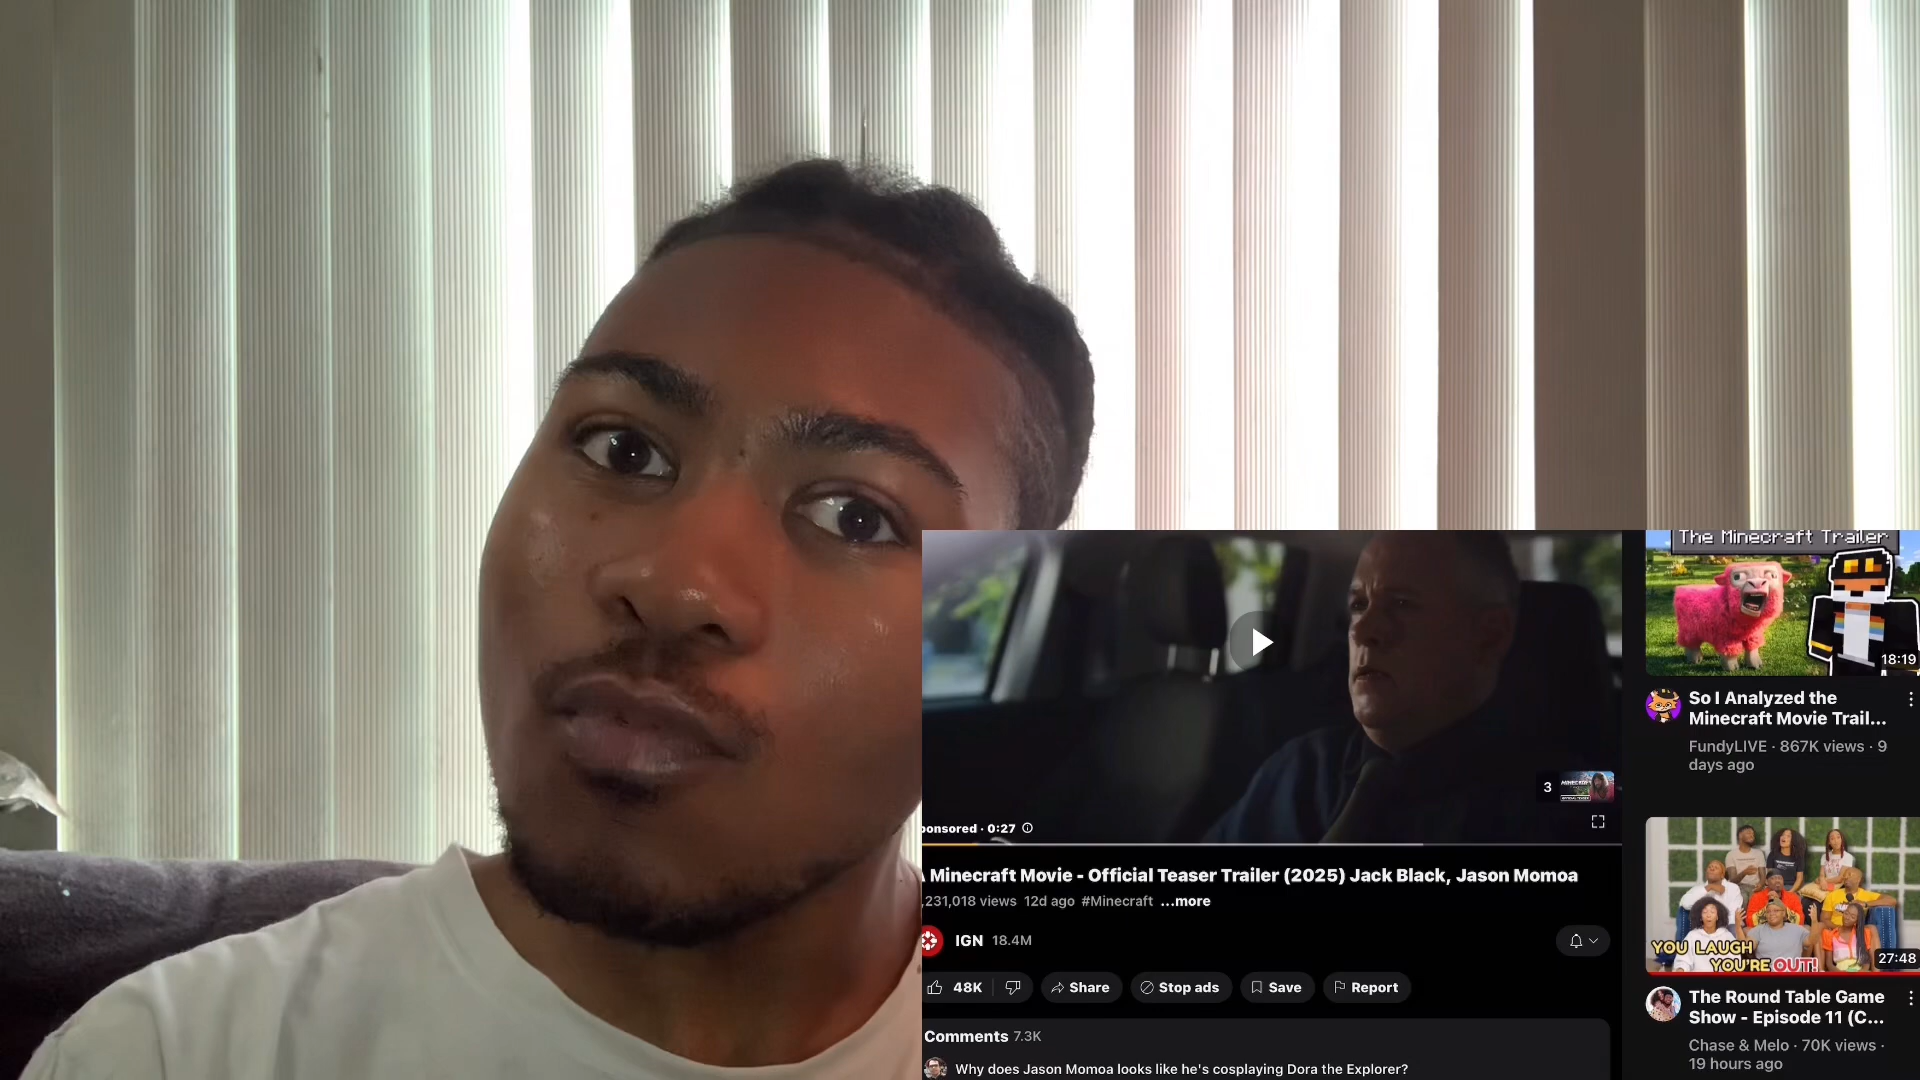 The Minecraft Trailer
18:19
So I Analyzed the
Minecraft Movie Trail...
FundyLIVE · 867K views · 9
days ago
3
ponsored · 0:27
Minecraft Movie - Official Teaser Trailer (2025) Jack Black, Jason Momoa
,231,018 views 12d ago #Minecraft ...more
IGN 18.4M
48K
Share
Stop ads
Save
Report
Comments 7.3K
Why does Jason Momoa looks like he's cosplaying Dora the Explorer?
YOU LAUGH
YOU'RE OUT!
27:48
The Round Table Game
Show - Episode 11 (C...
Chase & Melo · 70K views ·
19 hours ago